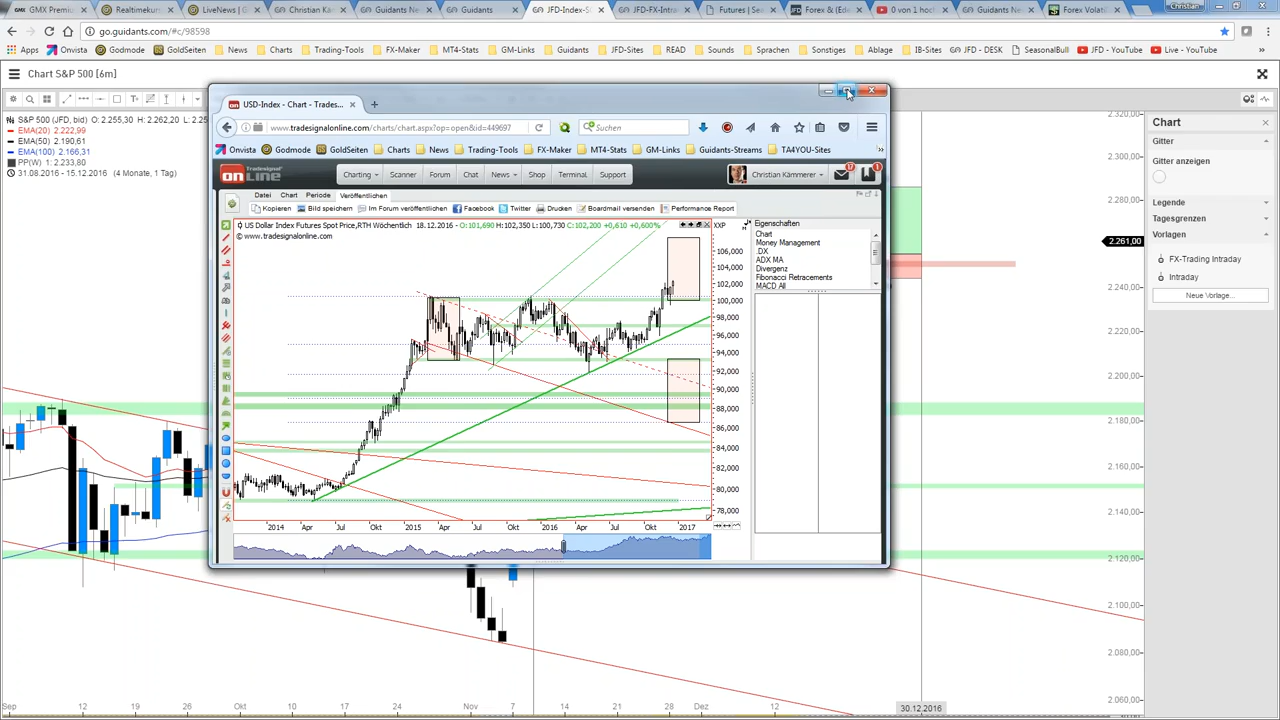 GMX Premiu
Realtimekurs
LiveNews | G
Christian Kä
Guidants Ne
Guidants
JFD-Index-S
JFD-FX-Intra
Futures | Sea
Forex & (Ede
0 von 1 hoch
Guidants Ne
Forex Volatil
Christian
go.guidants.com/#c/98598
Apps Onvista Godmode GoldSeiten News Charts Trading-Tools FX-Maker MT4-Stats GM-Links Guidants JFD-Sites READ Sounds Sprachen Sonstiges Ablage IB-Sites JFD - DESK SeasonalBull JFD - YouTube Live - YouTube
Chart S&P 500 [6m]
S&P 500 (JFD, bid)
EMA(20) 2.222,99
EMA(50) 2.190,61
EMA(100) 2.166,31
PP(W) : 2.233,80
31.08.2016 - 15.12.2016 (4 Monate, 1 Tag)
USD-Index - Chart - Trades...
www.tradesignalonline.com/charts/chart.aspx?top=open&id=449697
Suchen
Onvista Godmode GoldSeiten Charts News Trading-Tools FX-Maker MT4-Stats GM-Links Guidants-Streams TA4YOU-Sites
ON LINE Tradesignal
Charting Scanner Forum Chat News Shop Terminal Support
Christian Kämmerer
Datei Chart Periode Veröffentlichen
Kopieren Bild speichern Im Forum veröffentlichen Facebook Twitter Drucken Boardmail versenden Performance Report
US Dollar Index Futures Spot Price,RTH Wöchentlich 18.12.2016 - O:101,690 H:102,350 L:100,730 C:102,200 +0,610 +0,600%
© www.tradesignalonline.com
XXP
106,000
104,000
102,000
100,000
98,000
96,000
94,000
92,000
90,000
88,000
86,000
84,000
82,000
80,000
78,000
2014 Apr Jul Okt 2015 Apr Jul Okt 2016 Apr Jul Okt 2017
Eigenschaften
Chart
Money Management
.DX
ADX MA
Divergenz
Fibonacci Retracements
MACD All
2.320,00
2.300,00
2.280,00
2.261,00
2.240,00
2.220,00
2.200,00
2.180,00
2.160,00
2.140,00
2.120,00
2.100,00
2.080,00
2.060,00
Sep 12 19 26 Okt 10 17 24 Nov 7 14 21 28 Dez 12 30.12.2016
Chart
Gitter
Gitter anzeigen
Legende
Tagesgrenzen
Vorlagen
FX-Trading Intraday
Intraday
Neue Vorlage...